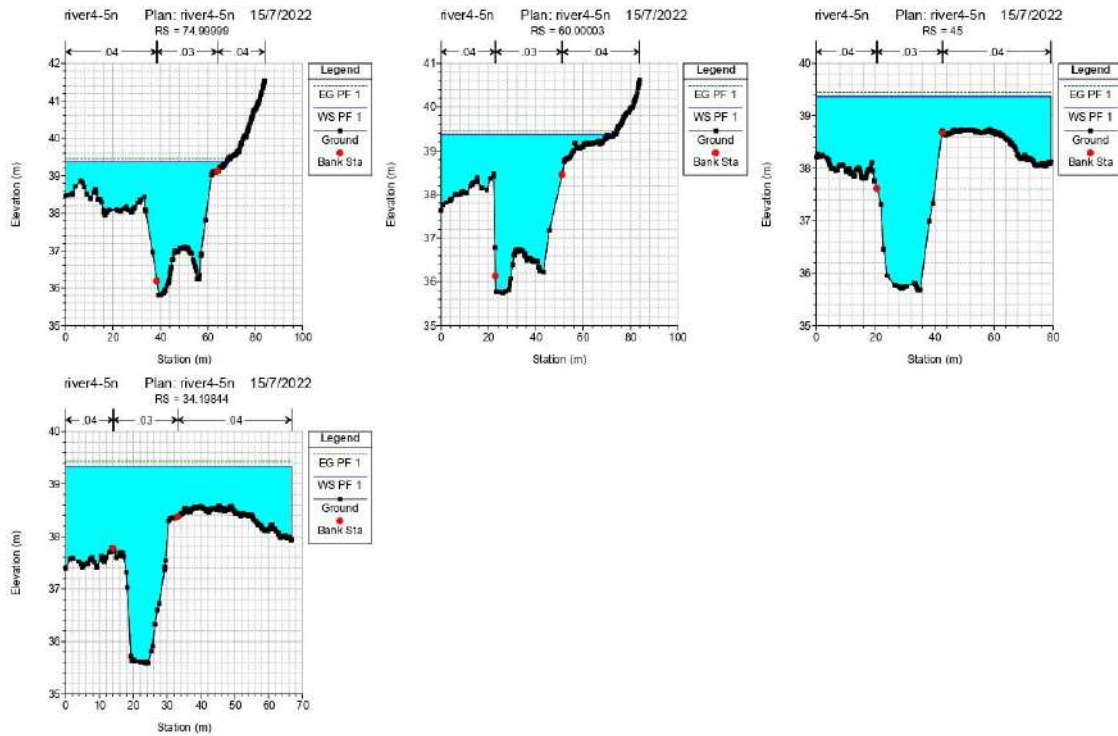 river4-5n Plan: river4-5n 15/7/2022
RS = 74.99999
.04 .03 .04
Legend
EG PF 1
WS PF 1
Ground
Bank Sta
Elevation (m)
42
41
40
39
38
37
36
35
0 20 40 60 80 100
Station (m)
river4-5n Plan: river4-5n 15/7/2022
RS = 60.00003
.04 .03 .04
Legend
EG PF 1
WS PF 1
Ground
Bank Sta
Elevation (m)
41
40
39
38
37
36
35
0 20 40 60 80 100
Station (m)
river4-5n Plan: river4-5n 15/7/2022
RS = 45
.04 .03 .04
Legend
EG PF 1
WS PF 1
Ground
Bank Sta
Elevation (m)
40
39
38
37
36
35
0 20 40 60 80
Station (m)
river4-5n Plan: river4-5n 15/7/2022
RS = 34.19844
.04 .03 .04
Legend
EG PF 1
WS PF 1
Ground
Bank Sta
Elevation (m)
40
39
38
37
36
35
0 10 20 30 40 50 60 70
Station (m)